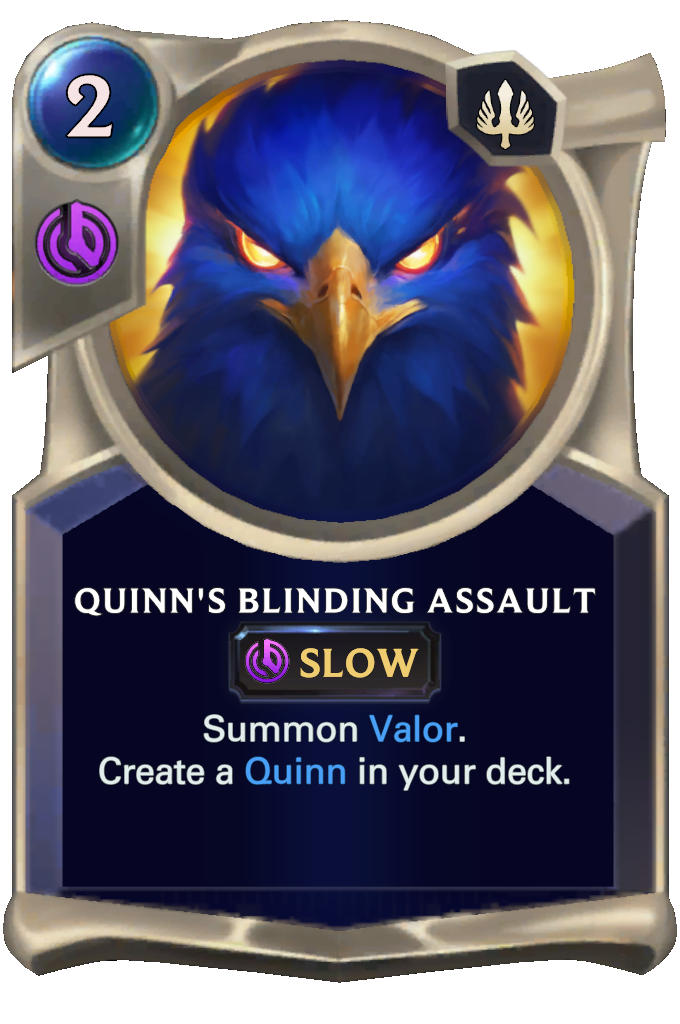 2
QUINN'S BLINDING ASSAULT
SLOW
Summon Valor.
Create a Quinn in your deck.